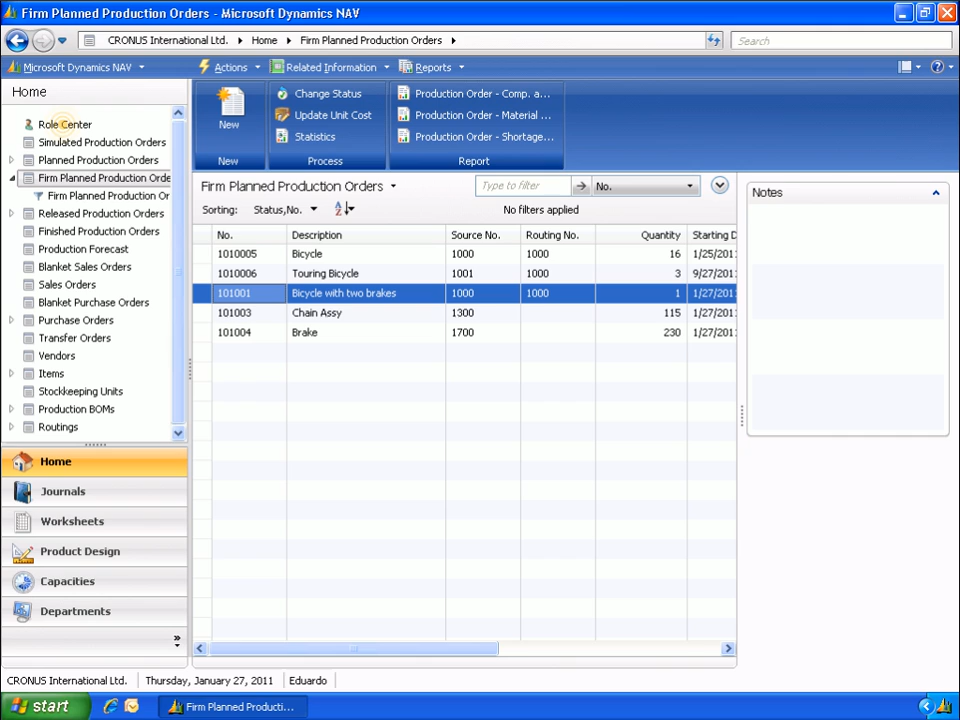 Firm Planned Production Orders - Microsoft Dynamics NAV
CRONUS International Ltd. Home Firm Planned Production Orders Search
Microsoft Dynamics NAV Actions Related Information Reports
Home
Role Center
Simulated Production Orders
Planned Production Orders
Firm Planned Production Orde
Firm Planned Production Or
Released Production Orders
Finished Production Orders
Production Forecast
Blanket Sales Orders
Sales Orders
Blanket Purchase Orders
Purchase Orders
Transfer Orders
Vendors
Items
Stockkeeping Units
Production BOMs
Routings
Home
Journals
Worksheets
Product Design
Capacities
Departments
New
New
Change Status
Update Unit Cost
Statistics
Process
Production Order - Comp. a...
Production Order - Material ...
Production Order - Shortage...
Report
Firm Planned Production Orders Type to filter No.
Sorting: Status,No. No filters applied
No. Description Source No. Routing No. Quantity Starting D
1010005 Bicycle 1000 1000 16 1/25/2011
1010006 Touring Bicycle 1001 1000 3 9/27/2011
101001 Bicycle with two brakes 1000 1000 1 1/27/2011
101003 Chain Assy 1300 115 1/27/2011
101004 Brake 1700 230 1/27/2011
Notes
CRONUS International Ltd. Thursday, January 27, 2011 Eduardo
start Firm Planned Producti...